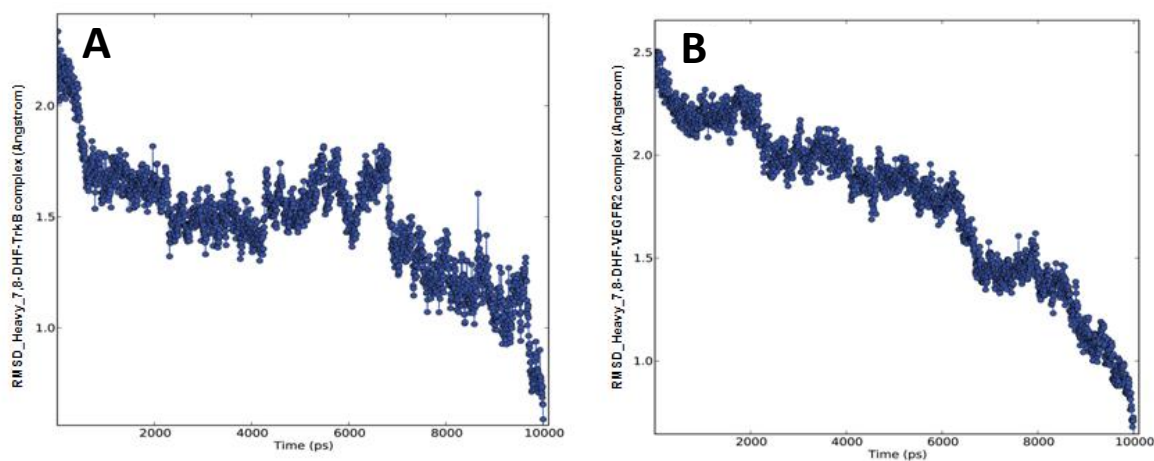 A
RMSD_Heavy_7,8-DHF-TrkB complex (Angstrom)
2.0
1.5
1.0
2000 4000 6000 8000 10000
Time (ps)
B
RMSD_Heavy_7,8-DHF-VEGFR2 complex (Angstrom)
2.5
2.0
1.5
1.0
2000 4000 6000 8000 10000
Time (ps)